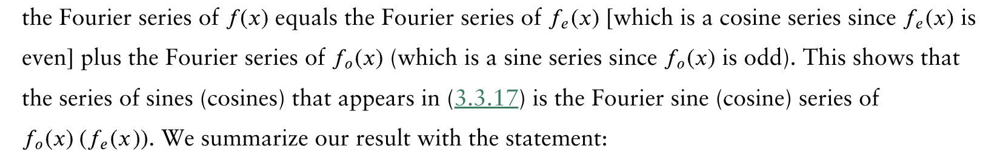 the Fourier series of f(x) equals the Fourier series of fₑ(x) [which is a cosine series since fₑ(x) is
even] plus the Fourier series of fₒ(x) (which is a sine series since fₒ(x) is odd). This shows that
the series of sines (cosines) that appears in (3.3.17) is the Fourier sine (cosine) series of
fₒ(x) (fₑ(x)). We summarize our result with the statement: